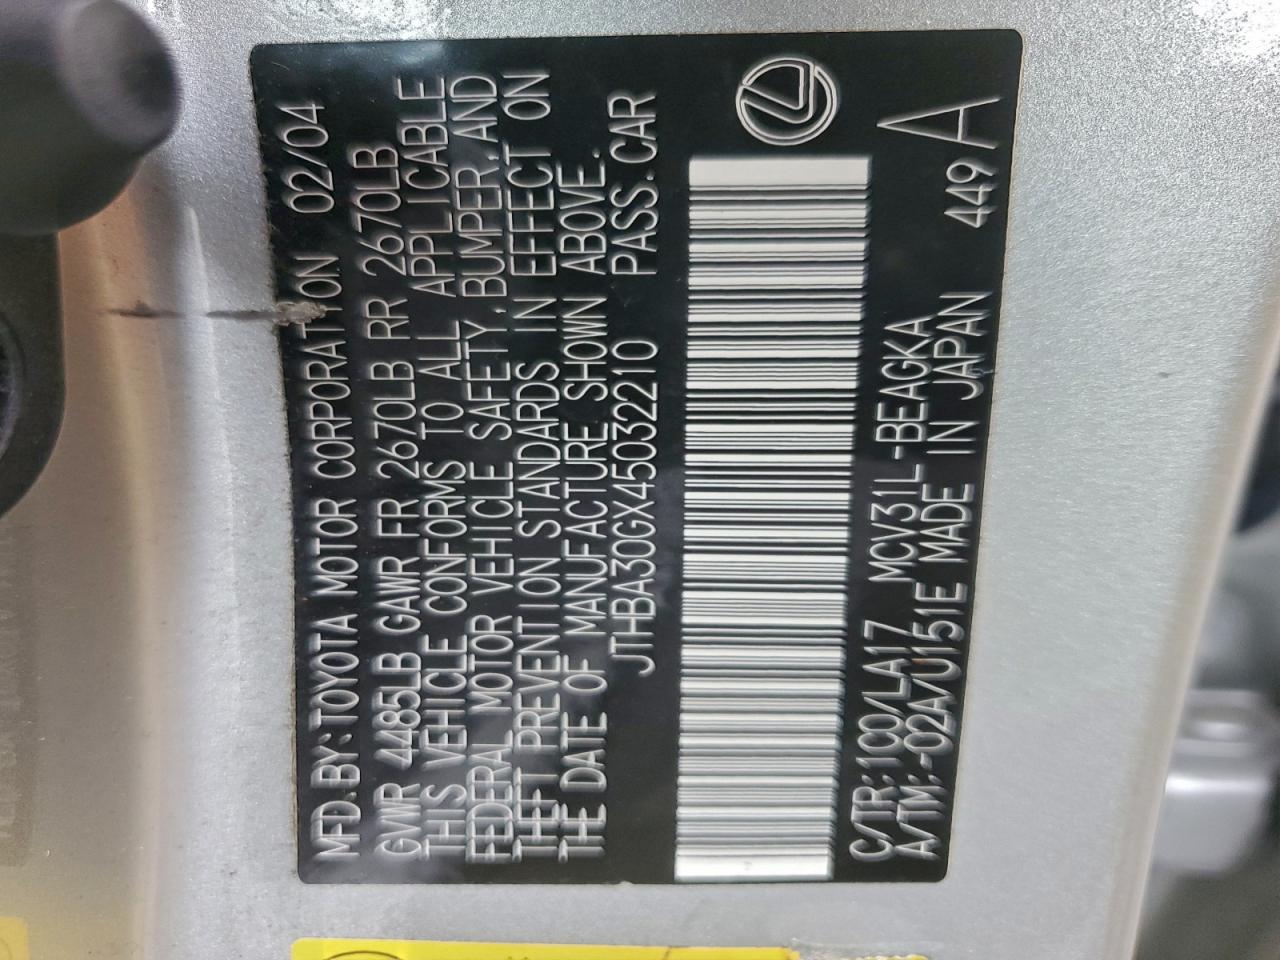 MFD.BY:TOYOTA MOTOR CORPORATION 02/04
GVWR 4485LB GAWR FR 2670LB RR 2670LB
THIS VEHICLE CONFORMS TO ALL APPLICABLE
FEDERAL MOTOR VEHICLE SAFETY,BUMPER,AND
THEFT PREVENTION STANDARDS IN EFFECT ON
THE DATE OF MANUFACTURE SHOWN ABOVE.
JTHBA30GX45032210 PASS.CAR
C/TR:1C0/LA17 MCV31L-BEAGKA
A/TM:-02A/U151E MADE IN JAPAN 449 A